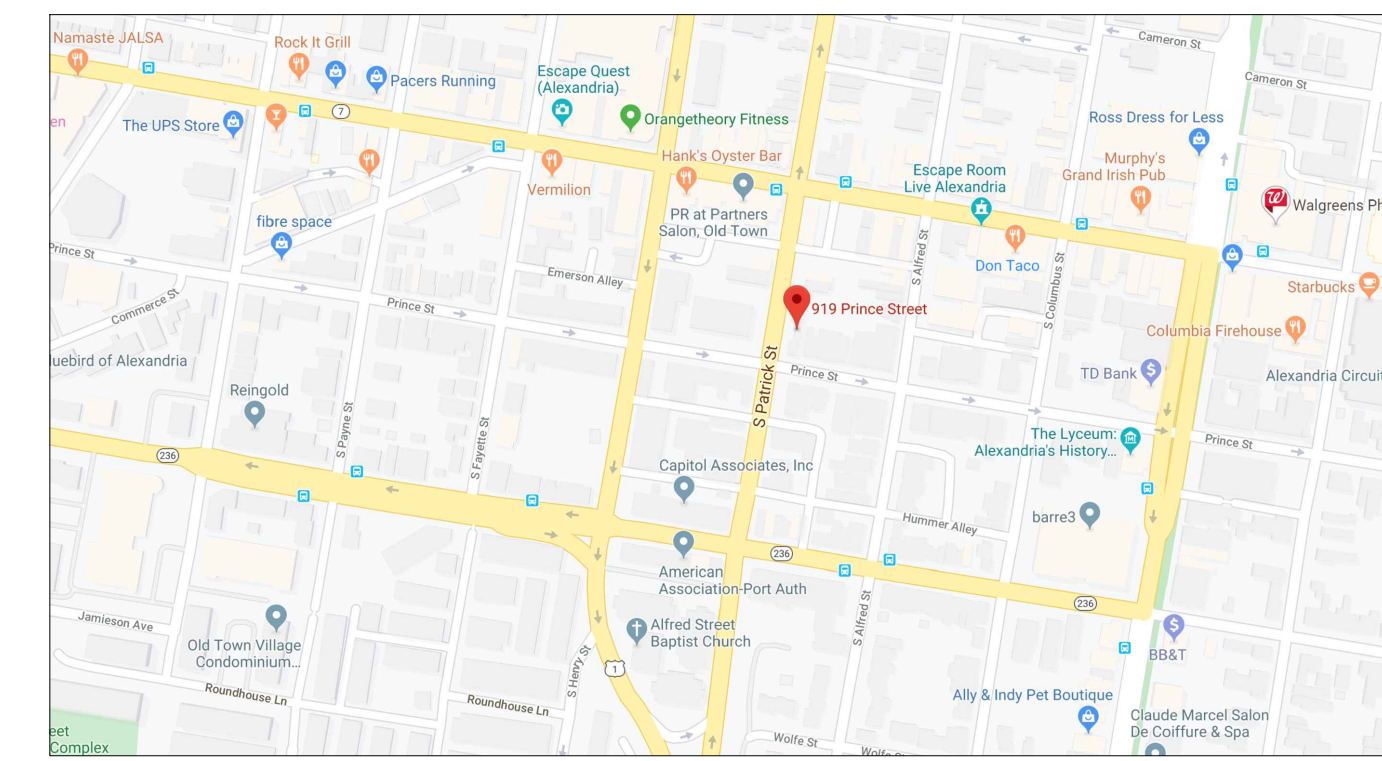 Namaste JALSA
Rock It Grill
Pacers Running
Escape Quest
(Alexandria)
Cameron St
Cameron St
en
The UPS Store
7
Orangetheory Fitness
Ross Dress for Less
Hank's Oyster Bar
Vermilion
Escape Room
Live Alexandria
Murphy's
Grand Irish Pub
PR at Partners
Salon, Old Town
Walgreens Ph
fibre space
Prince St
Emerson Alley
S Alfred St
Don Taco
S Columbus St
Starbucks
Commerce St
Prince St
919 Prince Street
Columbia Firehouse
luebird of Alexandria
Prince St
TD Bank
Alexandria Circuit
Reingold
S Payne St
S Fayette St
S Patrick St
The Lyceum:
Alexandria's History...
Prince St
236
Capitol Associates, Inc
Hummer Alley
barre3
236
American
Association-Port Auth
236
Jamieson Ave
Old Town Village
Condominium...
Alfred Street
Baptist Church
S Alfred St
BB&T
S Henry St
1
Roundhouse Ln
Roundhouse Ln
Ally & Indy Pet Boutique
Claude Marcel Salon
De Coiffure & Spa
eet
Complex
Wolfe St
Wolfe St